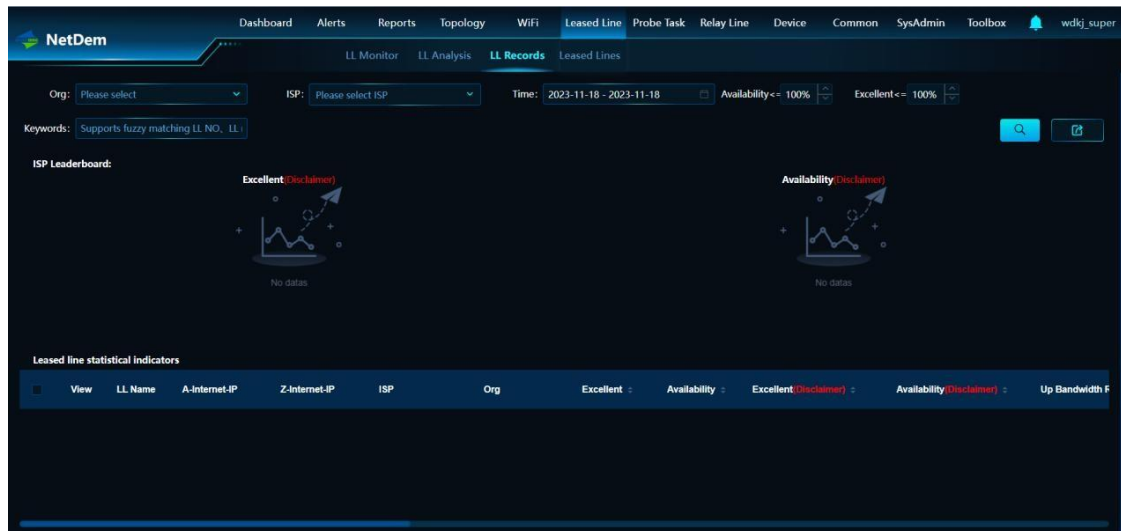 NetDem
Dashboard Alerts Reports Topology WiFi Leased Line Probe Task Relay Line Device Common SysAdmin Toolbox wdkj_super
LL Monitor LL Analysis LL Records Leased Lines
Org: Please select ISP: Please select ISP Time: 2023-11-18 - 2023-11-18 Availability<= 100% Excellent<= 100%
Keywords: Supports fuzzy matching LL NO、LL
ISP Leaderboard:
Excellent(Disclaimer) Availability(Disclaimer)
No datas No datas
Leased line statistical indicators
View LL Name A-Internet-IP Z-Internet-IP ISP Org Excellent Availability Excellent(Disclaimer) Availability(Disclaimer) Up Bandwidth